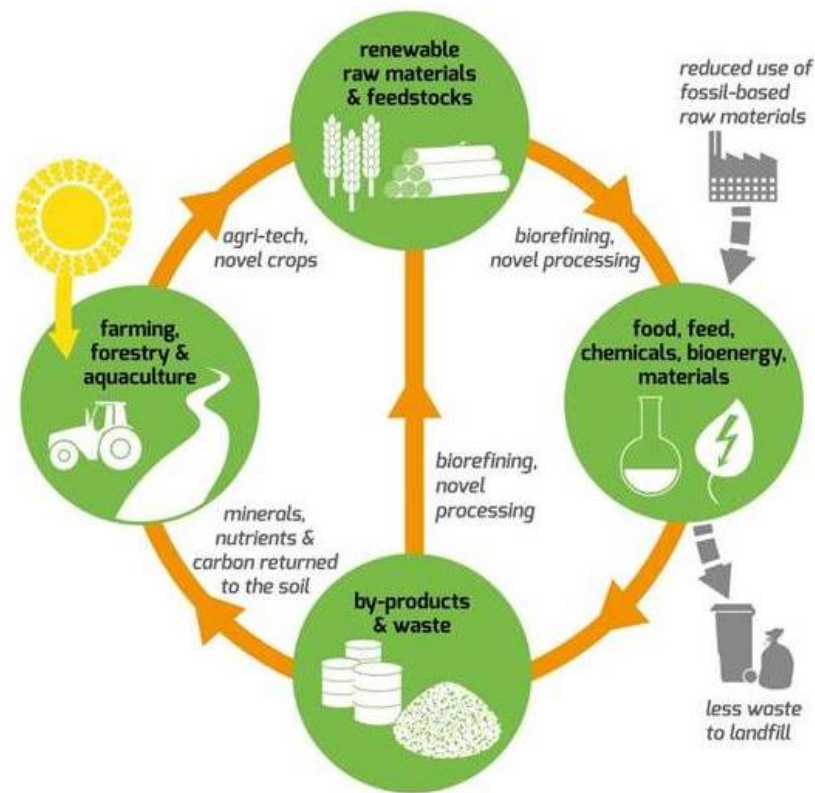 renewable
raw materials
& feedstocks
reduced use of
fossil-based
raw materials
agri-tech,
novel crops
biorefining,
novel processing
farming,
forestry &
aquaculture
food, feed,
chemicals, bioenergy,
materials
biorefining,
novel
processing
minerals,
nutrients &
carbon returned
to the soil
by-products
& waste
less waste
to landfill